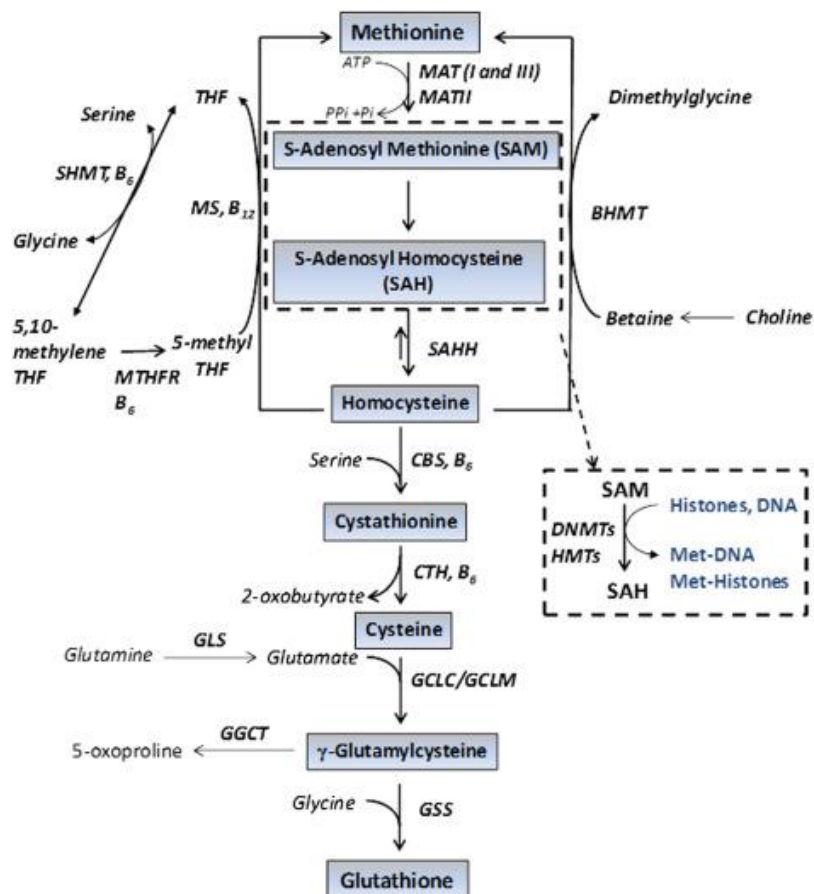 Methionine
ATP
MAT (I and III)
MATII
PPi +Pi
THF
Serine
Dimethylglycine
S-Adenosyl Methionine (SAM)
SHMT, B6
MS, B12
BHMT
Glycine
S-Adenosyl Homocysteine
(SAH)
5,10-
methylene
THF
5-methyl
THF
MTHFR
B6
Betaine
Choline
SAHH
Homocysteine
Serine
CBS, B6
Cystathionine
SAM
Histones, DNA
DNMTs
HMTs
Met-DNA
Met-Histones
SAH
CTH, B6
2-oxobutyrate
Cysteine
GLS
Glutamine
Glutamate
GCLC/GCLM
GGCT
5-oxoproline
γ-Glutamylcysteine
Glycine
GSS
Glutathione